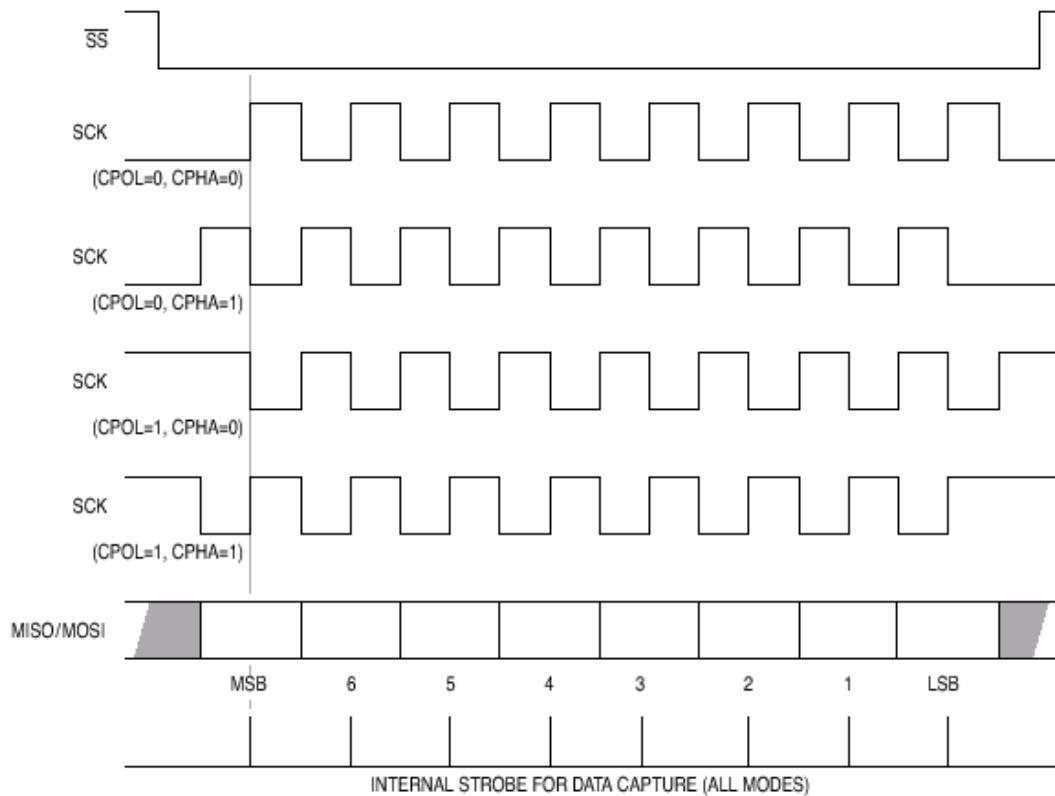 SS
SCK
(CPOL=0, CPHA=0)
SCK
(CPOL=0, CPHA=1)
SCK
(CPOL=1, CPHA=0)
SCK
(CPOL=1, CPHA=1)
MISO/MOSI
MSB 6 5 4 3 2 1 LSB
INTERNAL STROBE FOR DATA CAPTURE (ALL MODES)